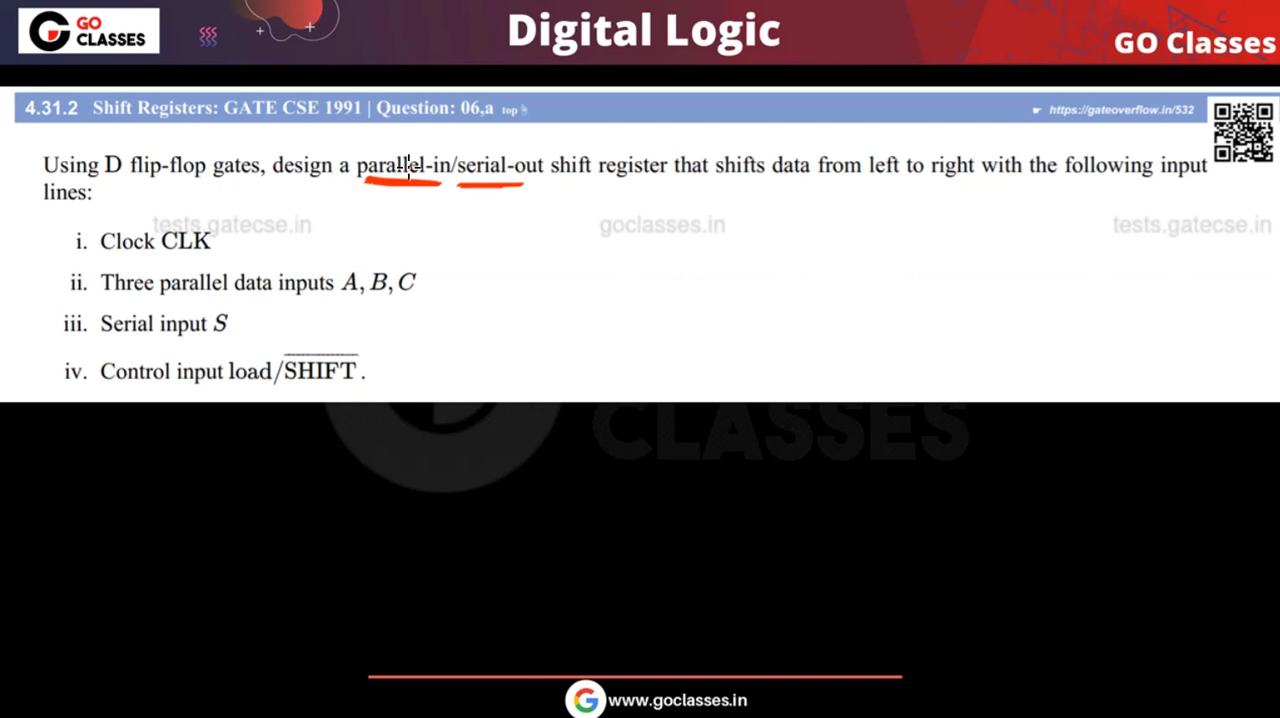 GO
CLASSES
Digital Logic
GO Classes
4.31.2 Shift Registers: GATE CSE 1991 | Question: 06,a top
https://gateoverflow.in/532
Using D flip-flop gates, design a parallel-in/serial-out shift register that shifts data from left to right with the following input
lines:
tests.gatecse.in
goclasses.in
tests.gatecse.in
i. Clock CLK
ii. Three parallel data inputs A, B, C
iii. Serial input S
iv. Control input load/S̅H̅I̅F̅T̅.
CLASSES
www.goclasses.in